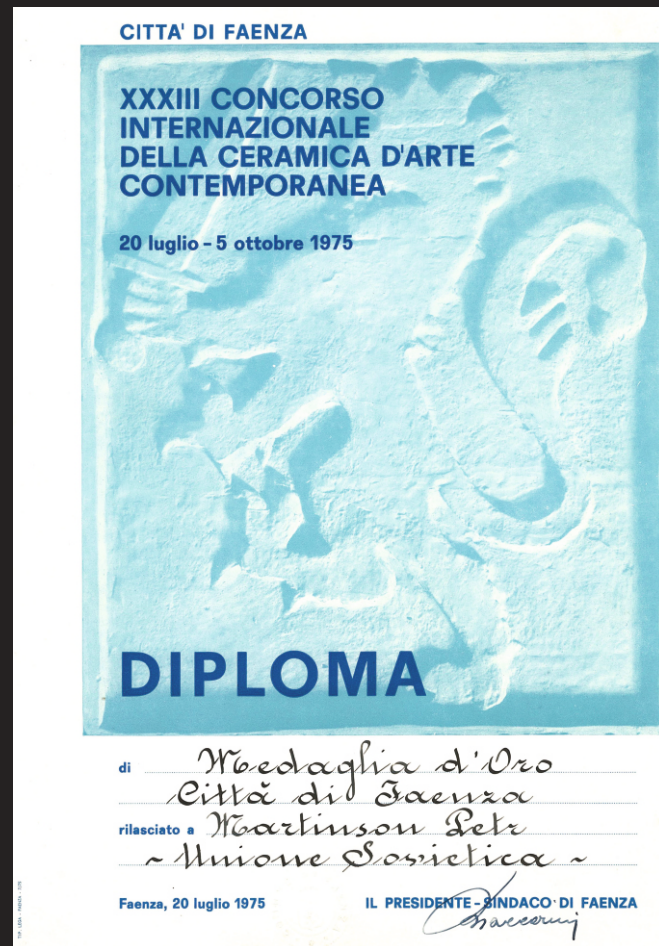 CITTA' DI FAENZA
XXXIII CONCORSO
INTERNAZIONALE
DELLA CERAMICA D'ARTE
CONTEMPORANEA
20 luglio - 5 ottobre 1975
DIPLOMA
di Medaglia d'Oro
Città di Faenza
rilasciato a Martinson Petr
~ Unione Sovietica ~
Faenza, 20 luglio 1975
IL PRESIDENTE - SINDACO DI FAENZA